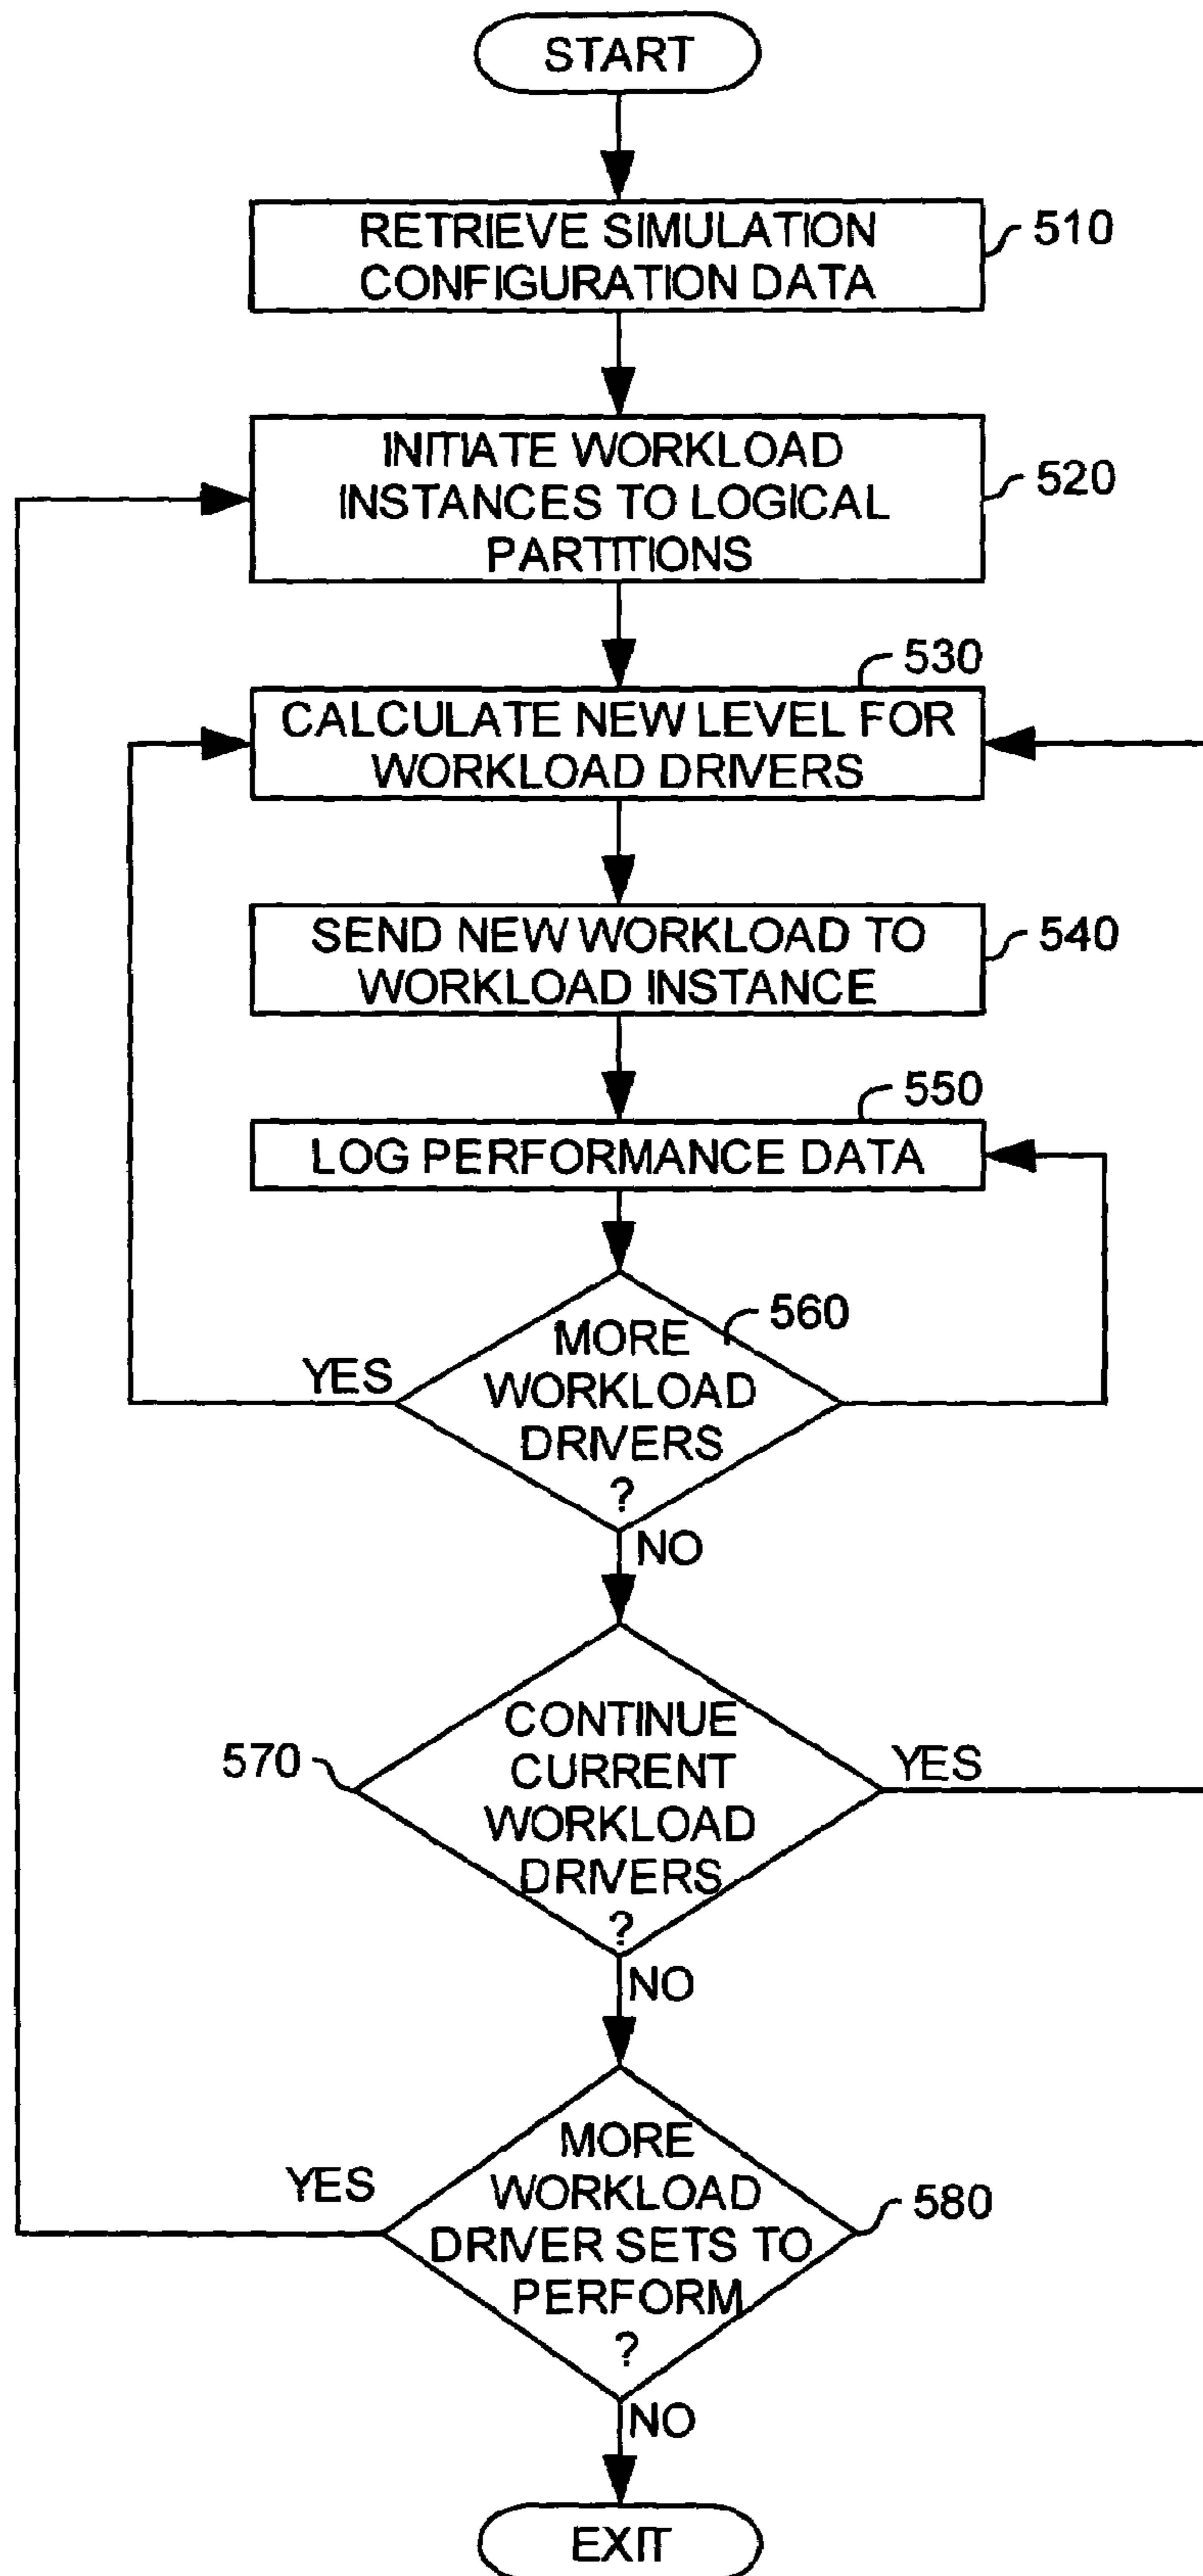 START
RETRIEVE SIMULATION
CONFIGURATION DATA
510
INITIATE WORKLOAD
INSTANCES TO LOGICAL
PARTITIONS
520
530
CALCULATE NEW LEVEL FOR
WORKLOAD DRIVERS
SEND NEW WORKLOAD TO
WORKLOAD INSTANCE
540
550
LOG PERFORMANCE DATA
560
MORE
WORKLOAD
DRIVERS
?
YES
NO
CONTINUE
CURRENT
WORKLOAD
DRIVERS
?
570
YES
NO
MORE
WORKLOAD
DRIVER SETS TO
PERFORM
?
YES
580
NO
EXIT